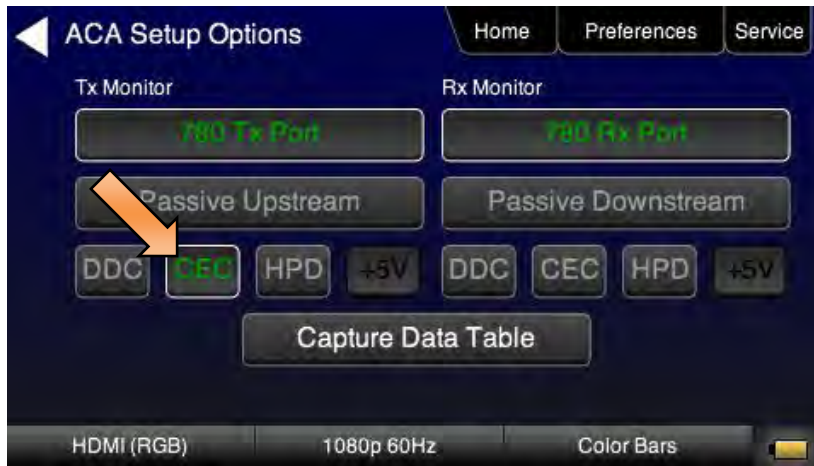 ACA Setup Options
Home Preferences Service
Tx Monitor Rx Monitor
780 Tx Port 780 Rx Port
Passive Upstream Passive Downstream
DDC CEC HPD +5V DDC CEC HPD +5V
Capture Data Table
HDMI (RGB) 1080p 60Hz Color Bars